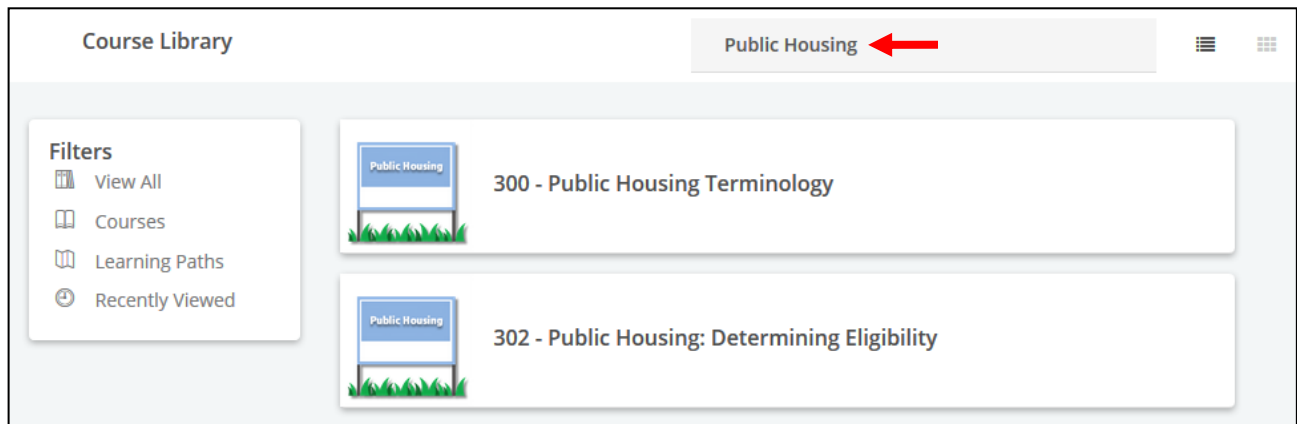 Course Library
Public Housing
Filters
View All
Courses
Learning Paths
Recently Viewed
Public Housing
300 - Public Housing Terminology
Public Housing
302 - Public Housing: Determining Eligibility